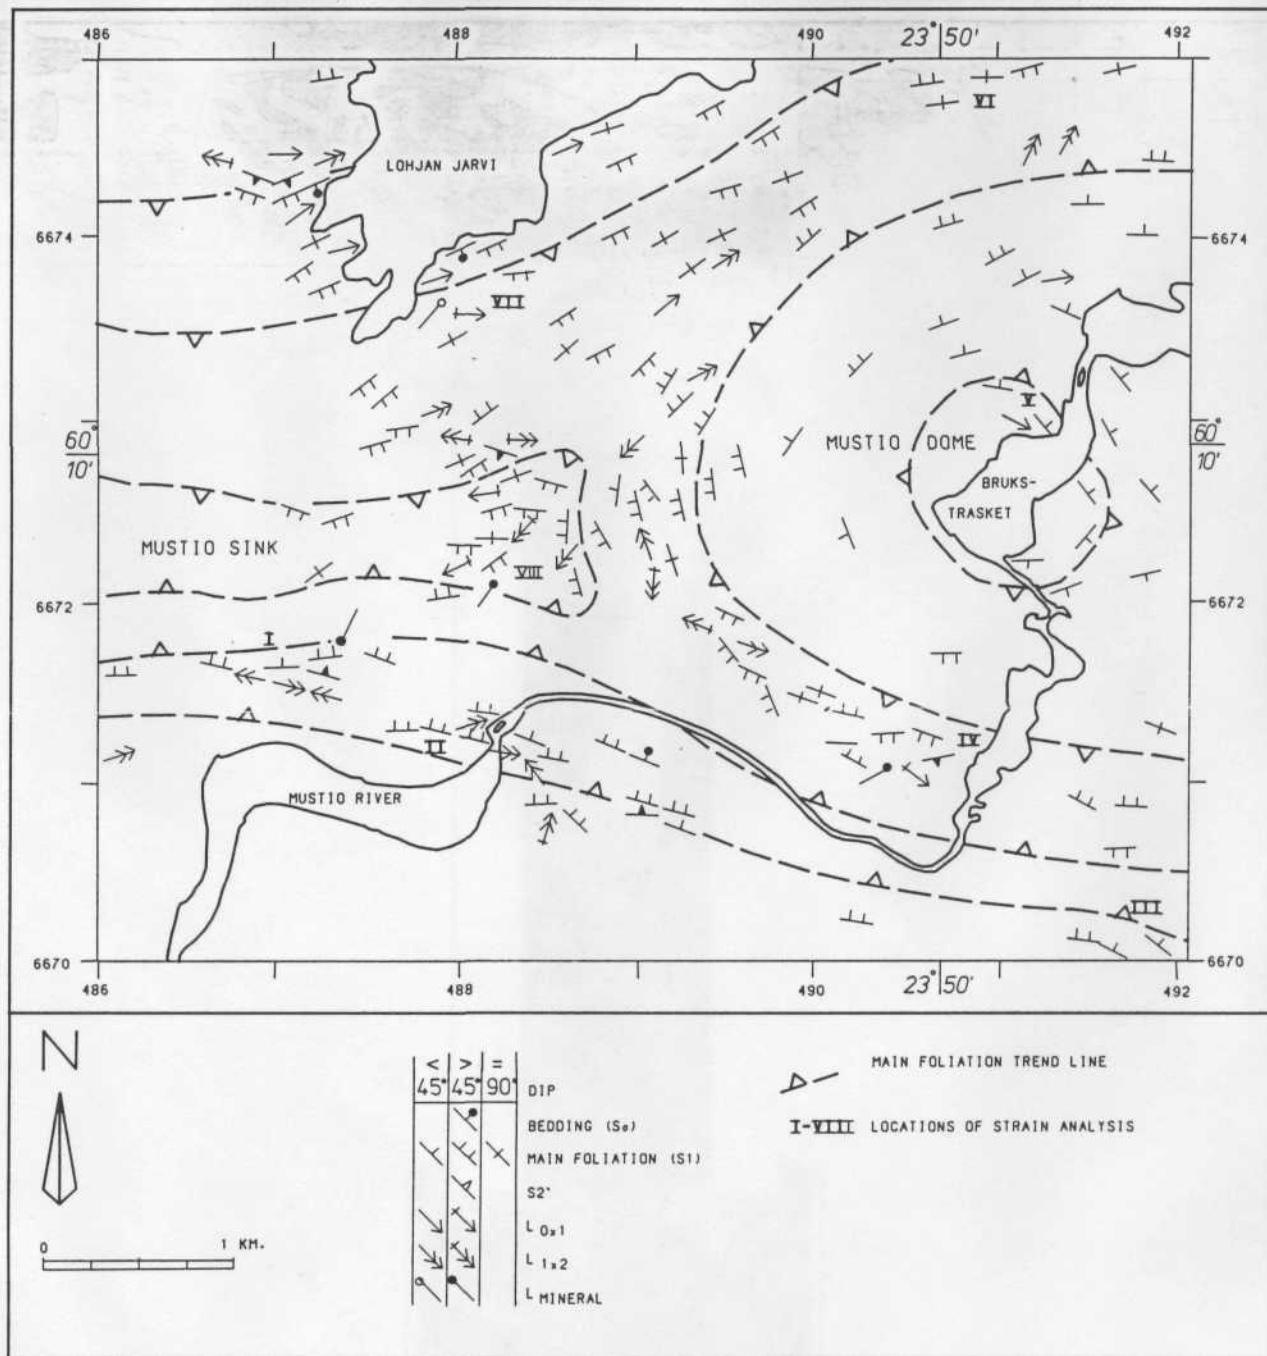 486 488 490 23° 50' 492
VI
LOHJAN JARVI
6674 6674
VII
V
60° 10' MUSTIO DOME 60° 10'
BRUKS-
TRASKET
MUSTIO SINK
VIII
6672 6672
I
II IV
MUSTIO RIVER
III
6670 6670
486 488 490 23° 50' 492
N
< > =
45° 45° 90° DIP
BEDDING (So)
MAIN FOLIATION (S1)
S2'
L 0x1
L 1x2
L MINERAL
MAIN FOLIATION TREND LINE
I-VIII LOCATIONS OF STRAIN ANALYSIS
0 1 KM.